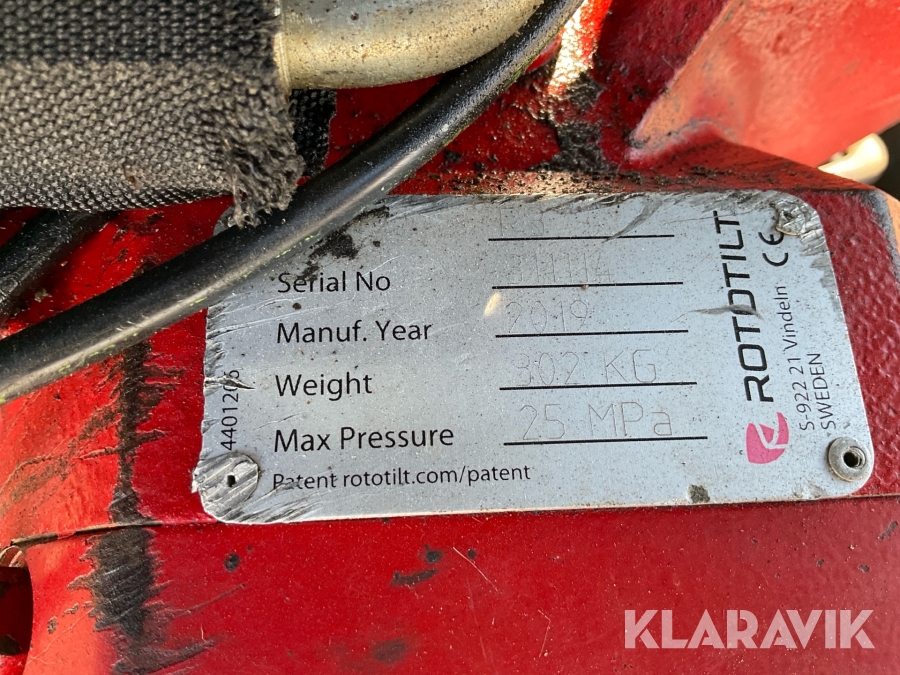 Serial No
Manuf. Year 2019
Weight 302 KG
Max Pressure 25 MPa
Patent rototilt.com/patent
4401206
ROTOTILT
CE
S-922 21 Vindeln
SWEDEN
KLARAVIK